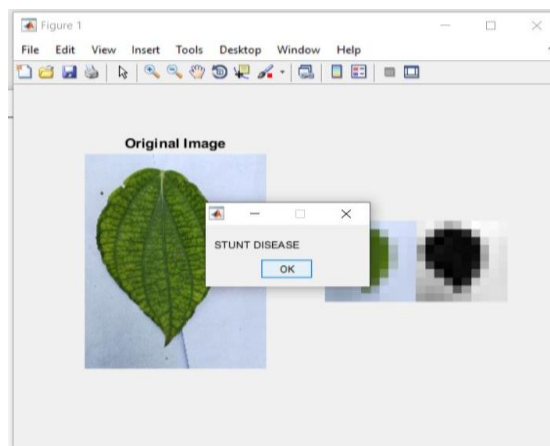 Figure 1
File Edit View Insert Tools Desktop Window Help
Original Image
STUNT DISEASE
OK